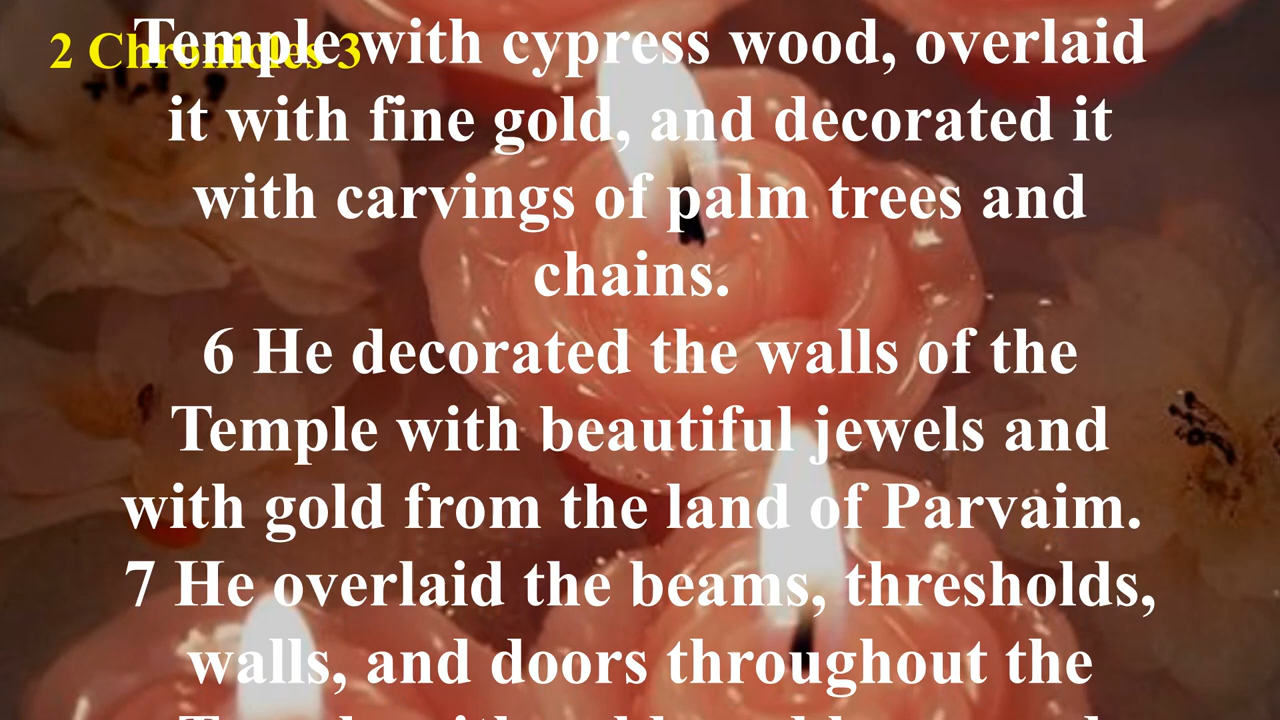 2 Chronicles 3
Temple with cypress wood, overlaid
it with fine gold, and decorated it
with carvings of palm trees and
chains.
6 He decorated the walls of the
Temple with beautiful jewels and
with gold from the land of Parvaim.
7 He overlaid the beams, thresholds,
walls, and doors throughout the